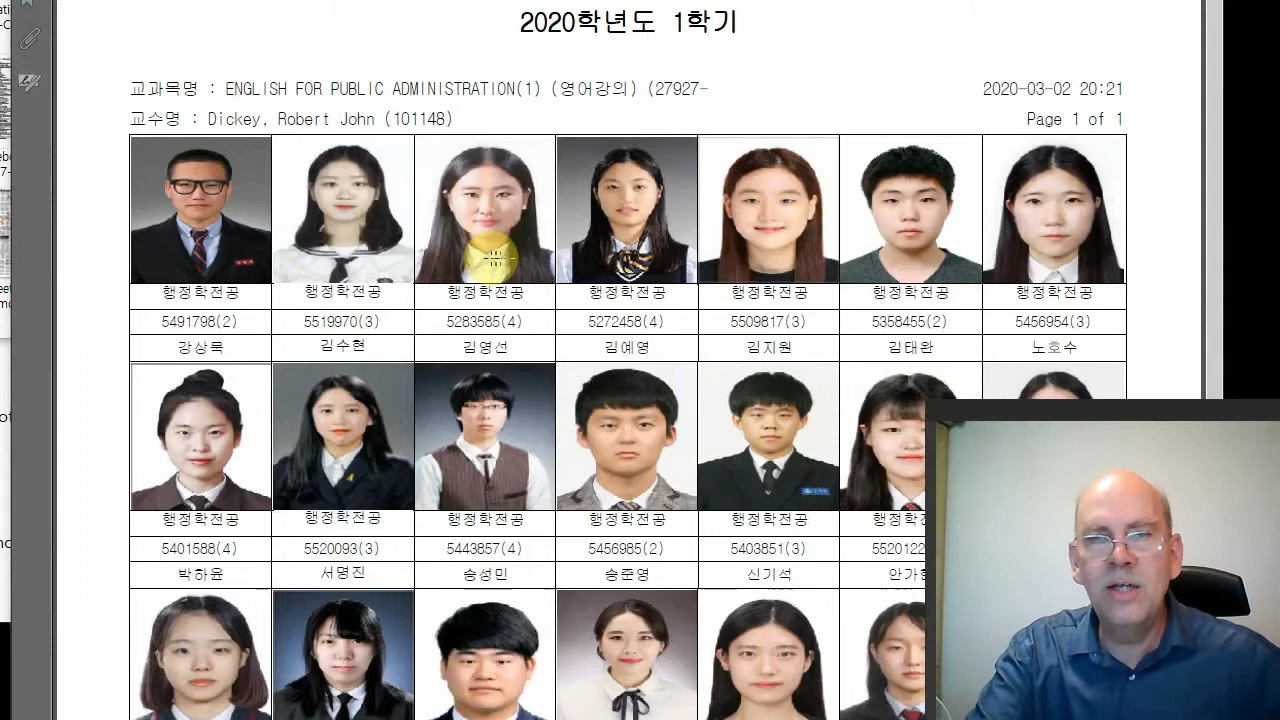 2020학년도 1학기
교과목명 : ENGLISH FOR PUBLIC ADMINISTRATION(1) (영어강의) (27927-
2020-03-02 20:21
교수명 : Dickey, Robert John (101148)
Page 1 of 1
행정학전공 행정학전공 행정학전공 행정학전공 행정학전공 행정학전공 행정학전공
5491798(2) 5519970(3) 5283585(4) 5272458(4) 5509817(3) 5358455(2) 5456954(3)
강상묵 김수현 김영선 김예영 김지원 김태완 노호수
행정학전공 행정학전공 행정학전공 행정학전공 행정학전공 행정학
5401588(4) 5520093(3) 5443857(4) 5456985(2) 5403851(3) 5520122
박하윤 서명진 송성민 송준영 신기석 안가